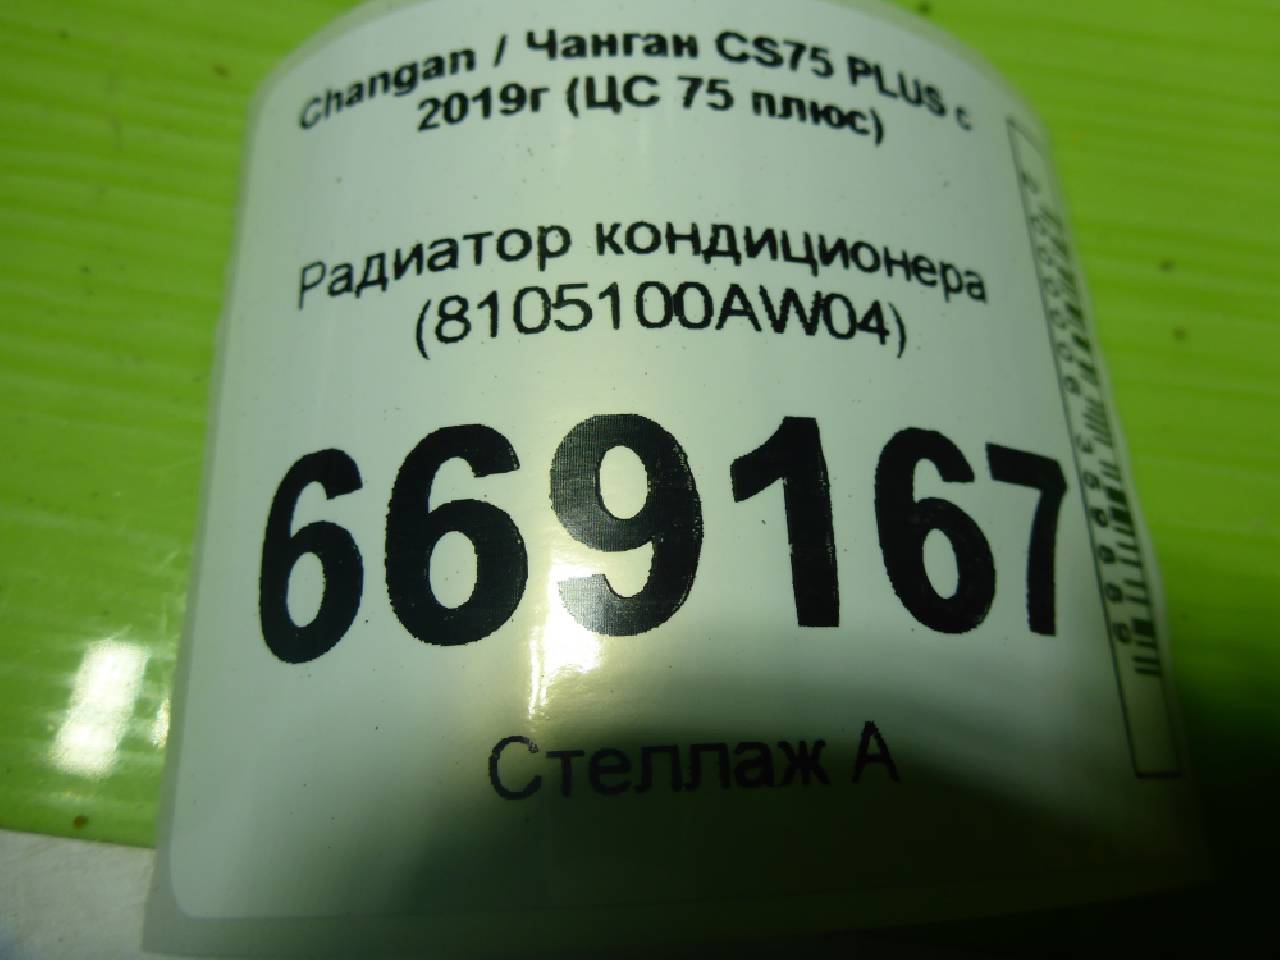 Changan / Чанган CS75 PLUS с
2019г (ЦС 75 плюс)
Радиатор кондиционера
(8105100AW04)
669167
Стеллаж А